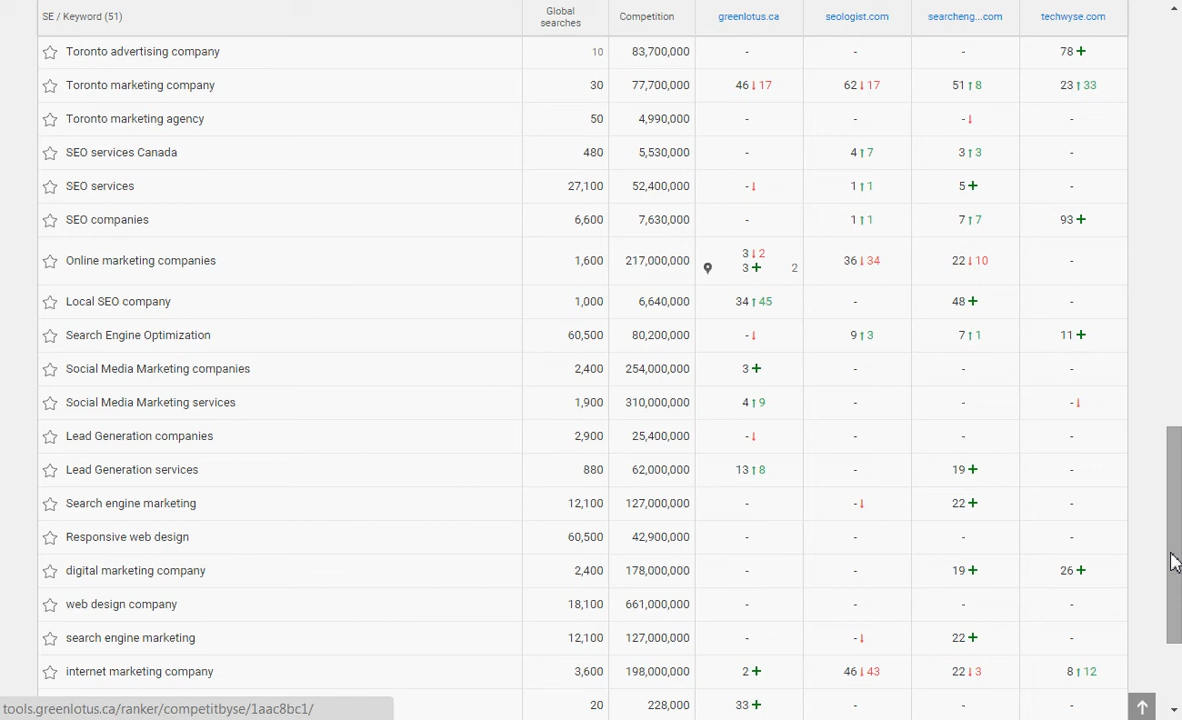 SE / Keyword (51) Global searches Competition greenlotus.ca seologist.com searcheng...com techwyse.com
Toronto advertising company 10 83,700,000 - - - 78 +
Toronto marketing company 30 77,700,000 46 ↓ 17 62 ↓ 17 51 ↑ 8 23 ↑ 33
Toronto marketing agency 50 4,990,000 - - - ↓ -
SEO services Canada 480 5,530,000 - 4 ↑ 7 3 ↑ 3 -
SEO services 27,100 52,400,000 - ↓ 1 ↑ 1 5 + -
SEO companies 6,600 7,630,000 - 1 ↑ 1 7 ↑ 7 93 +
Online marketing companies 1,600 217,000,000 3 ↓ 2 36 ↓ 34 22 ↓ 10 -
3 + 2
Local SEO company 1,000 6,640,000 34 ↑ 45 - 48 + -
Search Engine Optimization 60,500 80,200,000 - ↓ 9 ↑ 3 7 ↑ 1 11 +
Social Media Marketing companies 2,400 254,000,000 3 + - - -
Social Media Marketing services 1,900 310,000,000 4 ↑ 9 - - - ↓
Lead Generation companies 2,900 25,400,000 - ↓ - - -
Lead Generation services 880 62,000,000 13 ↑ 8 - 19 + -
Search engine marketing 12,100 127,000,000 - - ↓ 22 + -
Responsive web design 60,500 42,900,000 - - - -
digital marketing company 2,400 178,000,000 - - 19 + 26 +
web design company 18,100 661,000,000 - - - -
search engine marketing 12,100 127,000,000 - - ↓ 22 + -
internet marketing company 3,600 198,000,000 2 + 46 ↓ 43 22 ↓ 3 8 ↑ 12
20 228,000 33 + - - -
tools.greenlotus.ca/ranker/competitbyse/1aac8bc1/